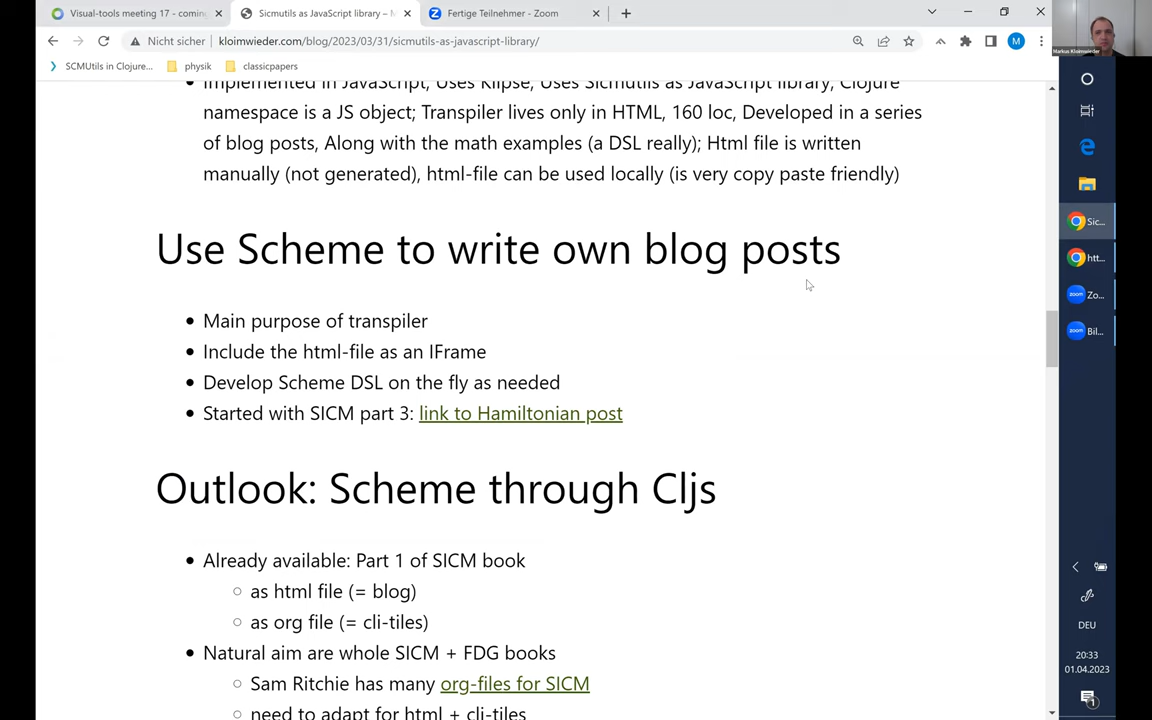 Visual-tools meeting 17 - coming
Sicmutils as JavaScript library – M
Fertige Teilnehmer - Zoom
Nicht sicher
kloimwieder.com/blog/2023/03/31/sicmutils-as-javascript-library/
M
SCMUtils in Clojure...
physik
classicpapers
Markus Kloimwieder
Implemented in JavaScript, Uses Klipse, Uses Sicmutils as JavaScript library, Clojure
namespace is a JS object; Transpiler lives only in HTML, 160 loc, Developed in a series
of blog posts, Along with the math examples (a DSL really); Html file is written
manually (not generated), html-file can be used locally (is very copy paste friendly)
Use Scheme to write own blog posts
Main purpose of transpiler
Include the html-file as an IFrame
Develop Scheme DSL on the fly as needed
Started with SICM part 3: link to Hamiltonian post
Outlook: Scheme through Cljs
Already available: Part 1 of SICM book
as html file (= blog)
as org file (= cli-tiles)
Natural aim are whole SICM + FDG books
Sam Ritchie has many org-files for SICM
need to adapt for html + cli-tiles
Sic...
htt...
Zo...
Bil...
DEU
20:33
01.04.2023
1